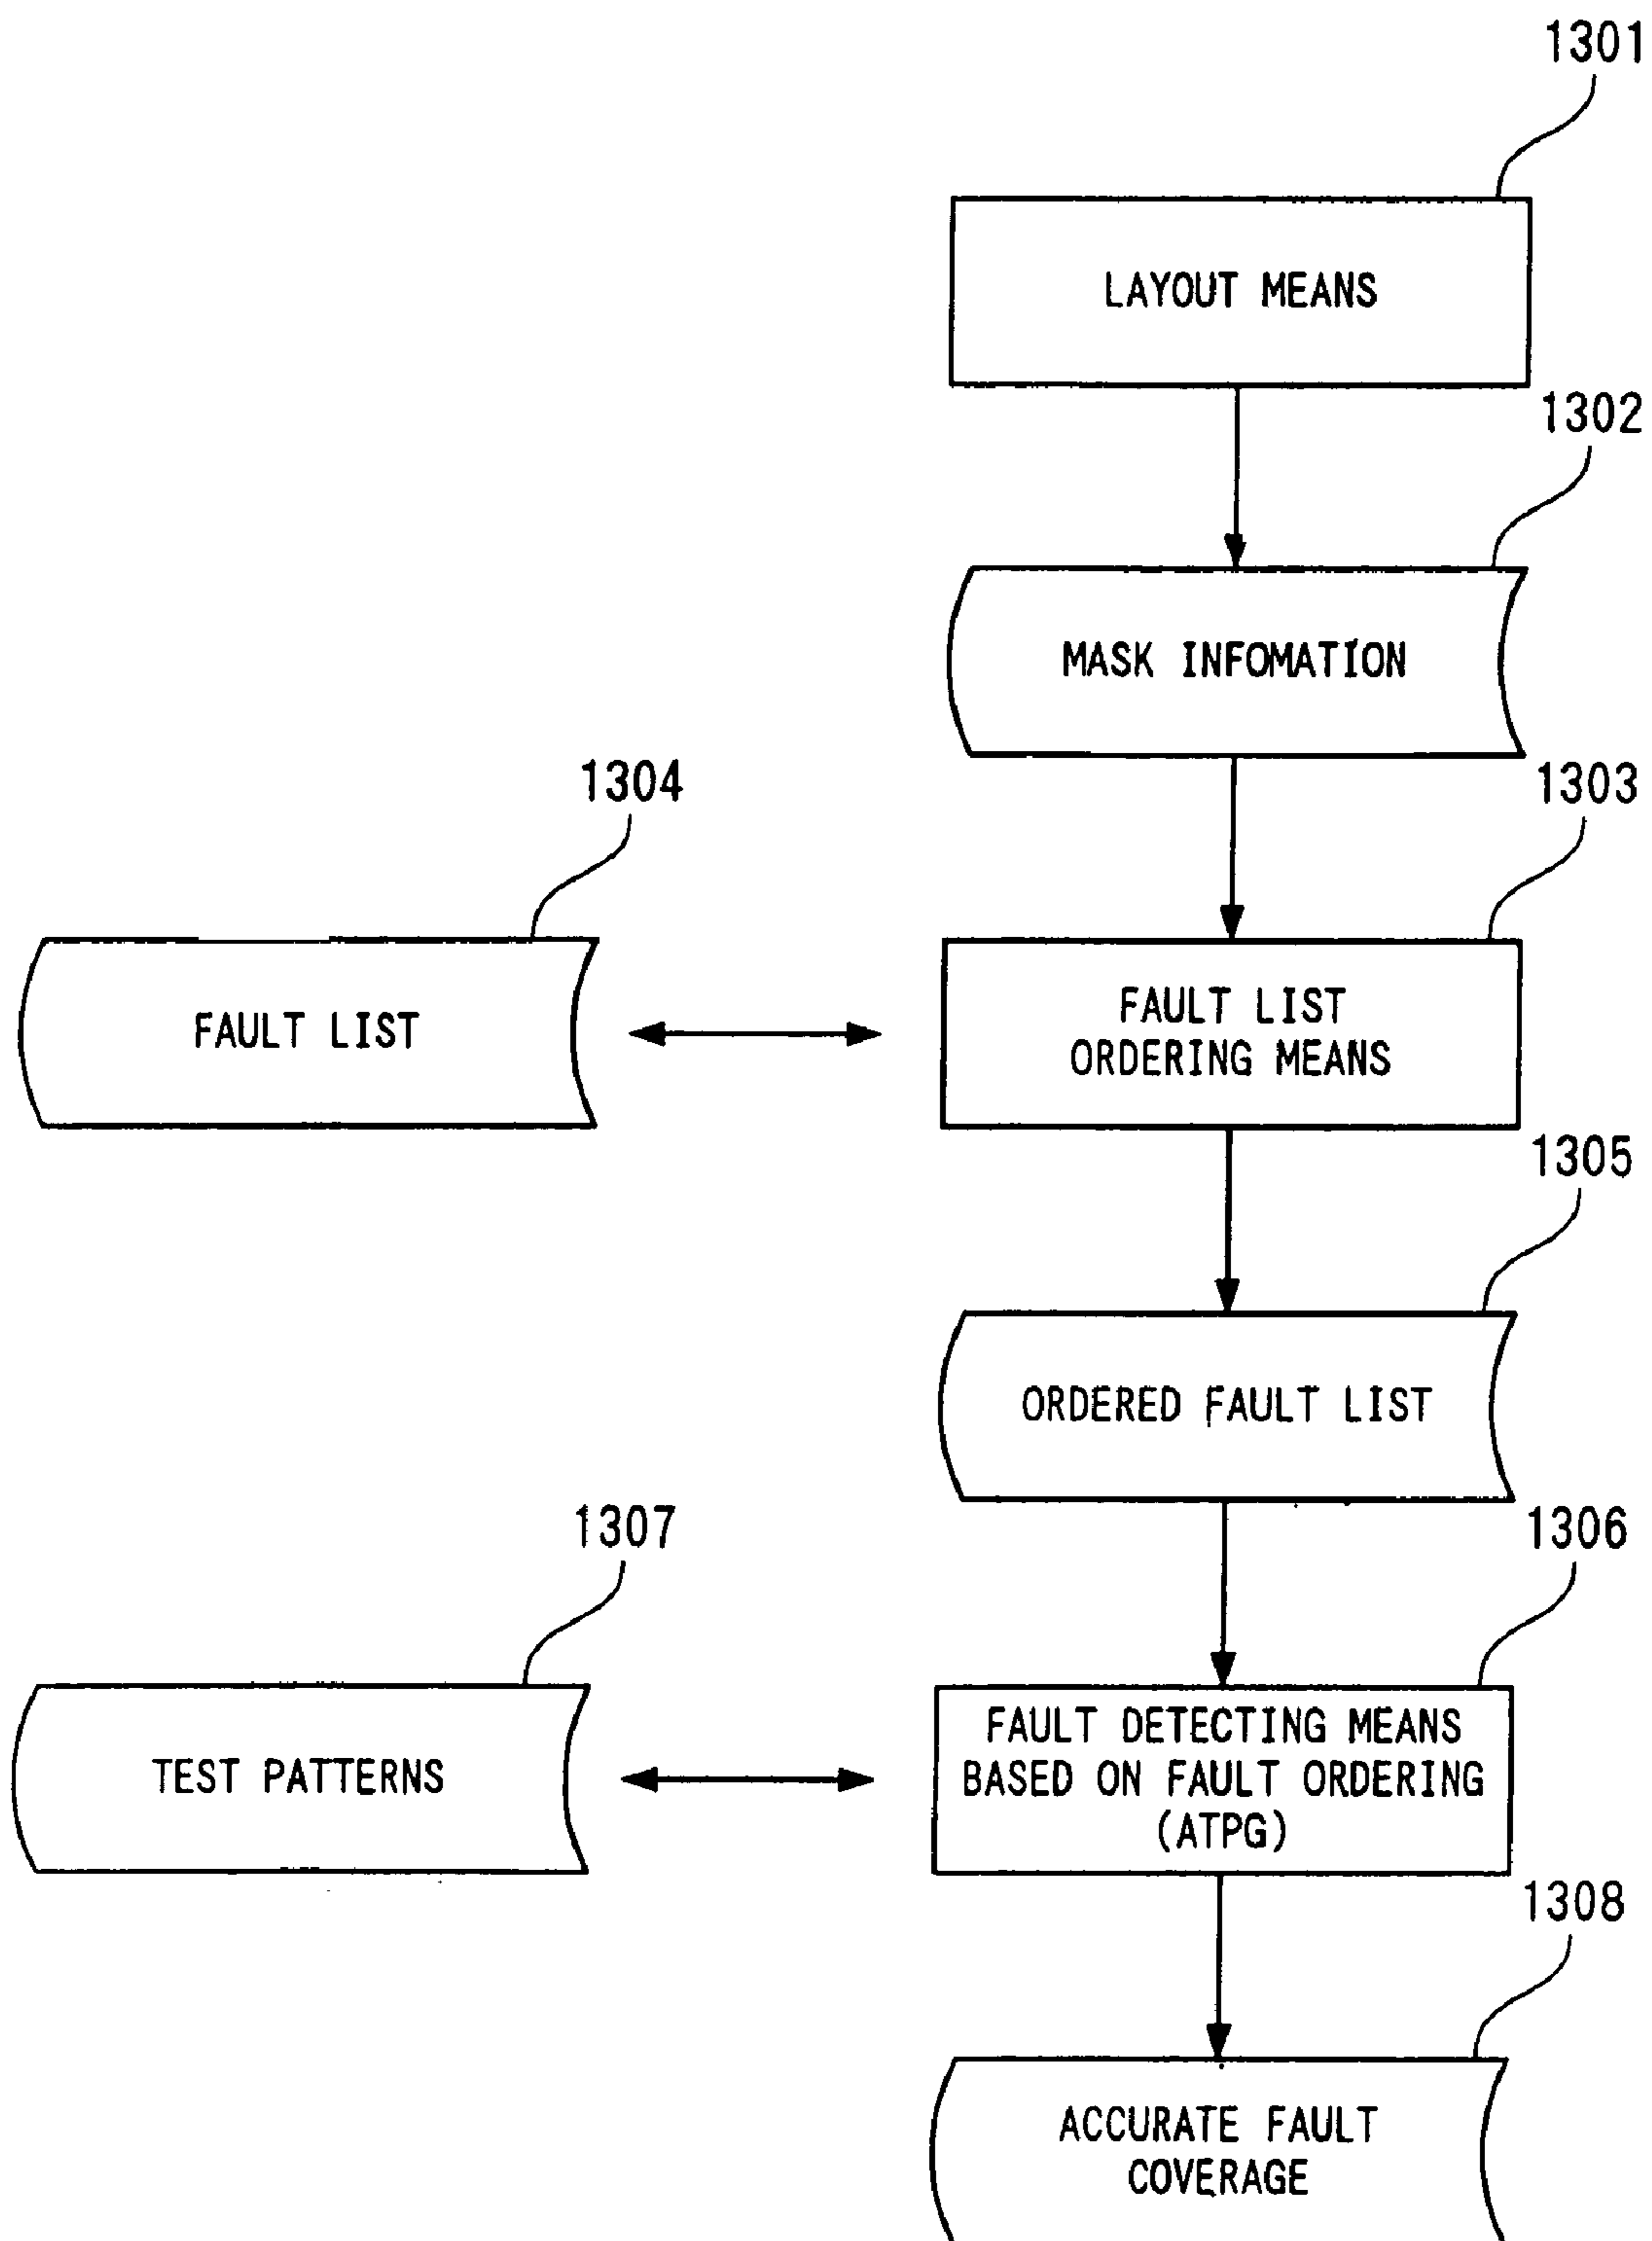 1301
LAYOUT MEANS
1302
MASK INFOMATION
1304
1303
FAULT LIST
FAULT LIST
ORDERING MEANS
1305
ORDERED FAULT LIST
1307
1306
TEST PATTERNS
FAULT DETECTING MEANS
BASED ON FAULT ORDERING
(ATPG)
1308
ACCURATE FAULT
COVERAGE